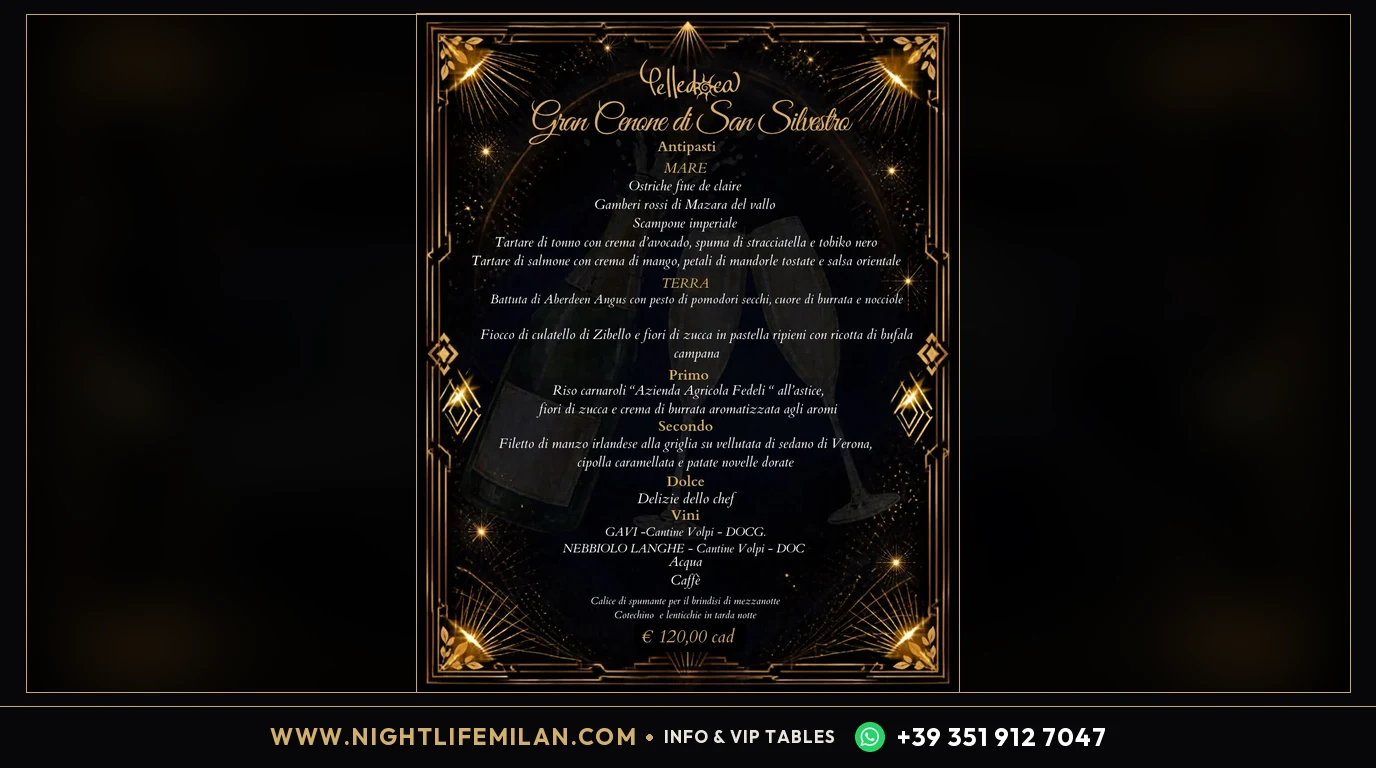 Pelledoca
Gran Cenone di San Silvestro
Antipasti
MARE
Ostriche fine de claire
Gamberi rossi di Mazara del vallo
Scampone imperiale
Tartare di tonno con crema d'avocado, spuma di stracciatella e tobiko nero
Tartare di salmone con crema di mango, petali di mandorle tostate e salsa orientale
TERRA
Battuta di Aberdeen Angus con pesto di pomodori secchi, cuore di burrata e nocciole
Fiocco di culatello di Zibello e fiori di zucca in pastella ripieni con ricotta di bufala
campana
Primo
Riso carnaroli “Azienda Agricola Fedeli “ all'astice,
fiori di zucca e crema di burrata aromatizzata agli aromi
Secondo
Filetto di manzo irlandese alla griglia su vellutata di sedano di Verona,
cipolla caramellata e patate novelle dorate
Dolce
Delizie dello chef
Vini
GAVI -Cantine Volpi - DOCG.
NEBBIOLO LANGHE - Cantine Volpi - DOC
Acqua
Caffè
Calice di spumante per il brindisi di mezzanotte
Cotechino e lenticchie in tarda notte
€ 120,00 cad
WWW.NIGHTLIFEMILAN.COM • INFO & VIP TABLES +39 351 912 7047